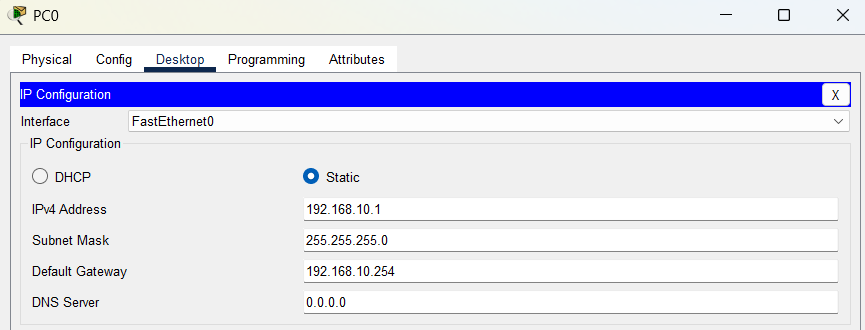 PC0
Physical Config Desktop Programming Attributes
IP Configuration X
Interface FastEthernet0
IP Configuration
DHCP Static
IPv4 Address 192.168.10.1
Subnet Mask 255.255.255.0
Default Gateway 192.168.10.254
DNS Server 0.0.0.0